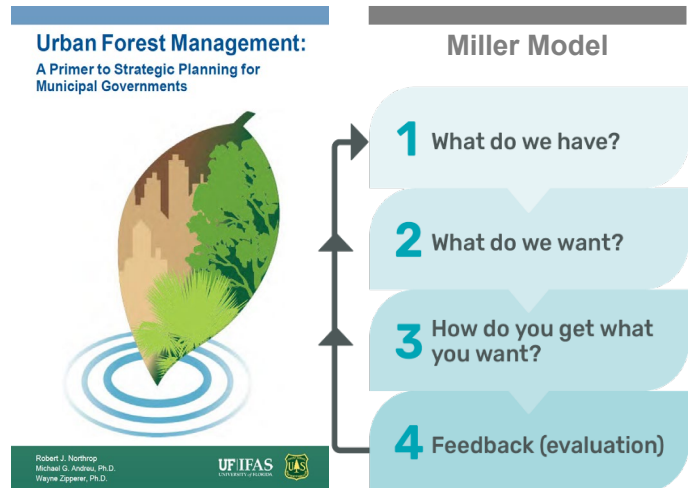 Urban Forest Management:
A Primer to Strategic Planning for
Municipal Governments
Robert J. Northrop
Michael G. Andreu, Ph.D.
Wayne Zipperer, Ph.D.
UF|IFAS
UNIVERSITY of FLORIDA
UAS
Miller Model
1 What do we have?
2 What do we want?
3 How do you get what
you want?
4 Feedback (evaluation)